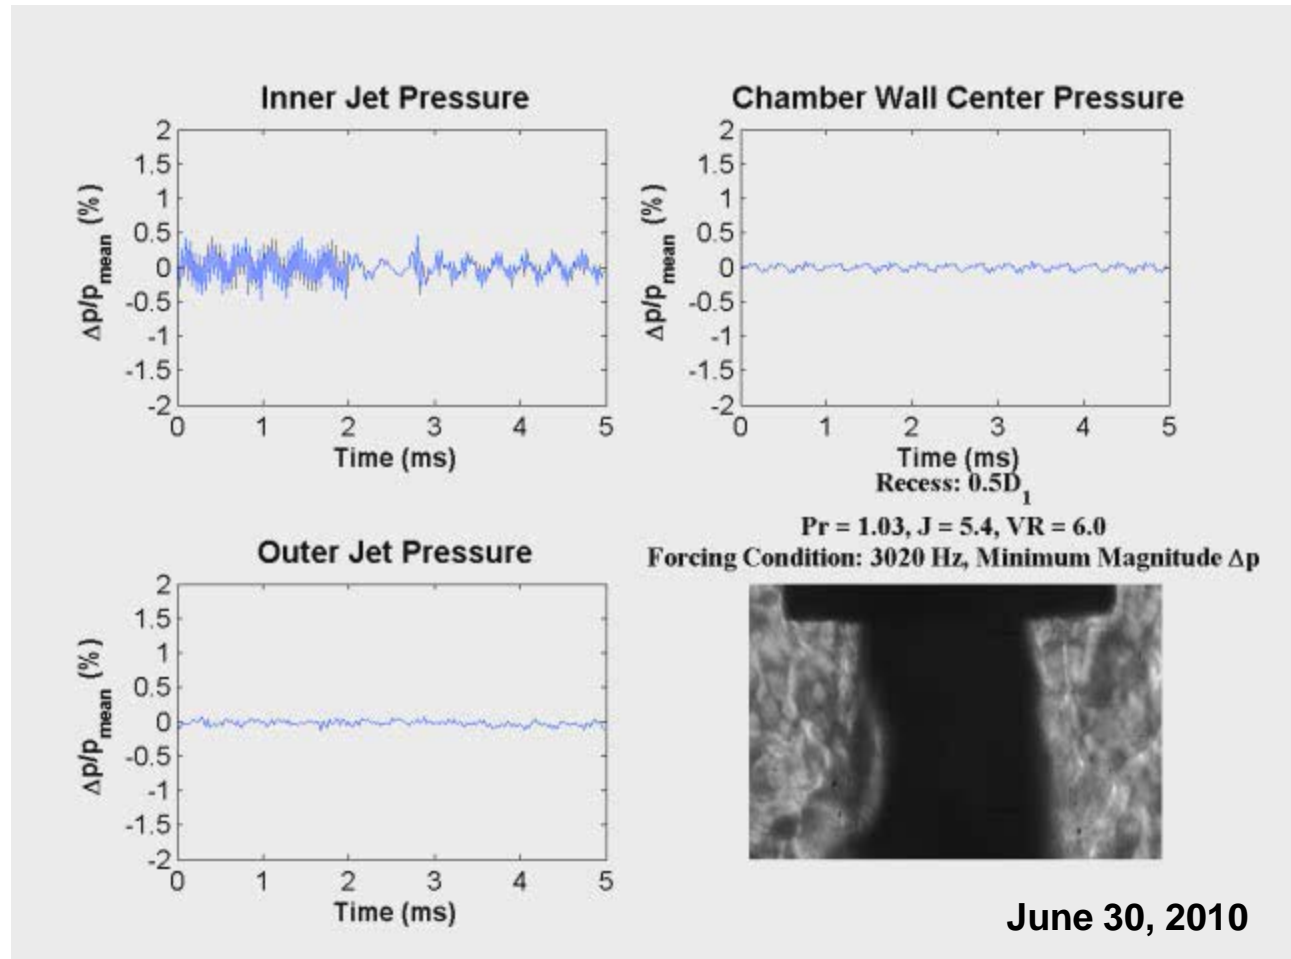 Inner Jet Pressure
2
1.5
1
0.5
0
-0.5
-1
-1.5
-2
Δp/p_mean (%)
0 1 2 3 4 5
Time (ms)
Chamber Wall Center Pressure
2
1.5
1
0.5
0
-0.5
-1
-1.5
-2
Δp/p_mean (%)
0 1 2 3 4 5
Time (ms)
Outer Jet Pressure
2
1.5
1
0.5
0
-0.5
-1
-1.5
-2
Δp/p_mean (%)
0 1 2 3 4 5
Time (ms)
Recess: 0.5D_1
Pr = 1.03, J = 5.4, VR = 6.0
Forcing Condition: 3020 Hz, Minimum Magnitude Δp
June 30, 2010